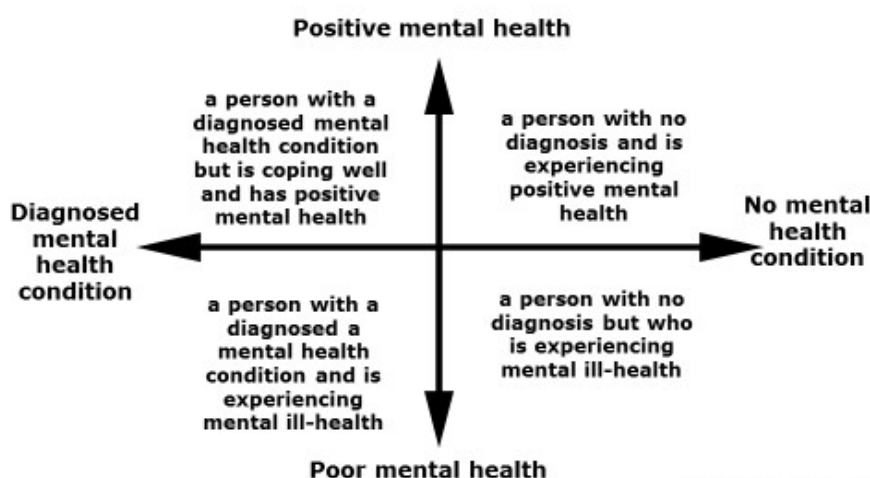 Positive mental health
a person with a
diagnosed mental
health condition
but is coping well
and has positive
mental health
a person with no
diagnosis and is
experiencing
positive mental
health
Diagnosed
mental
health
condition
No mental
health
condition
a person with a
diagnosed a
mental health
condition and is
experiencing
mental ill-health
a person with no
diagnosis but who
is experiencing
mental ill-health
Poor mental health